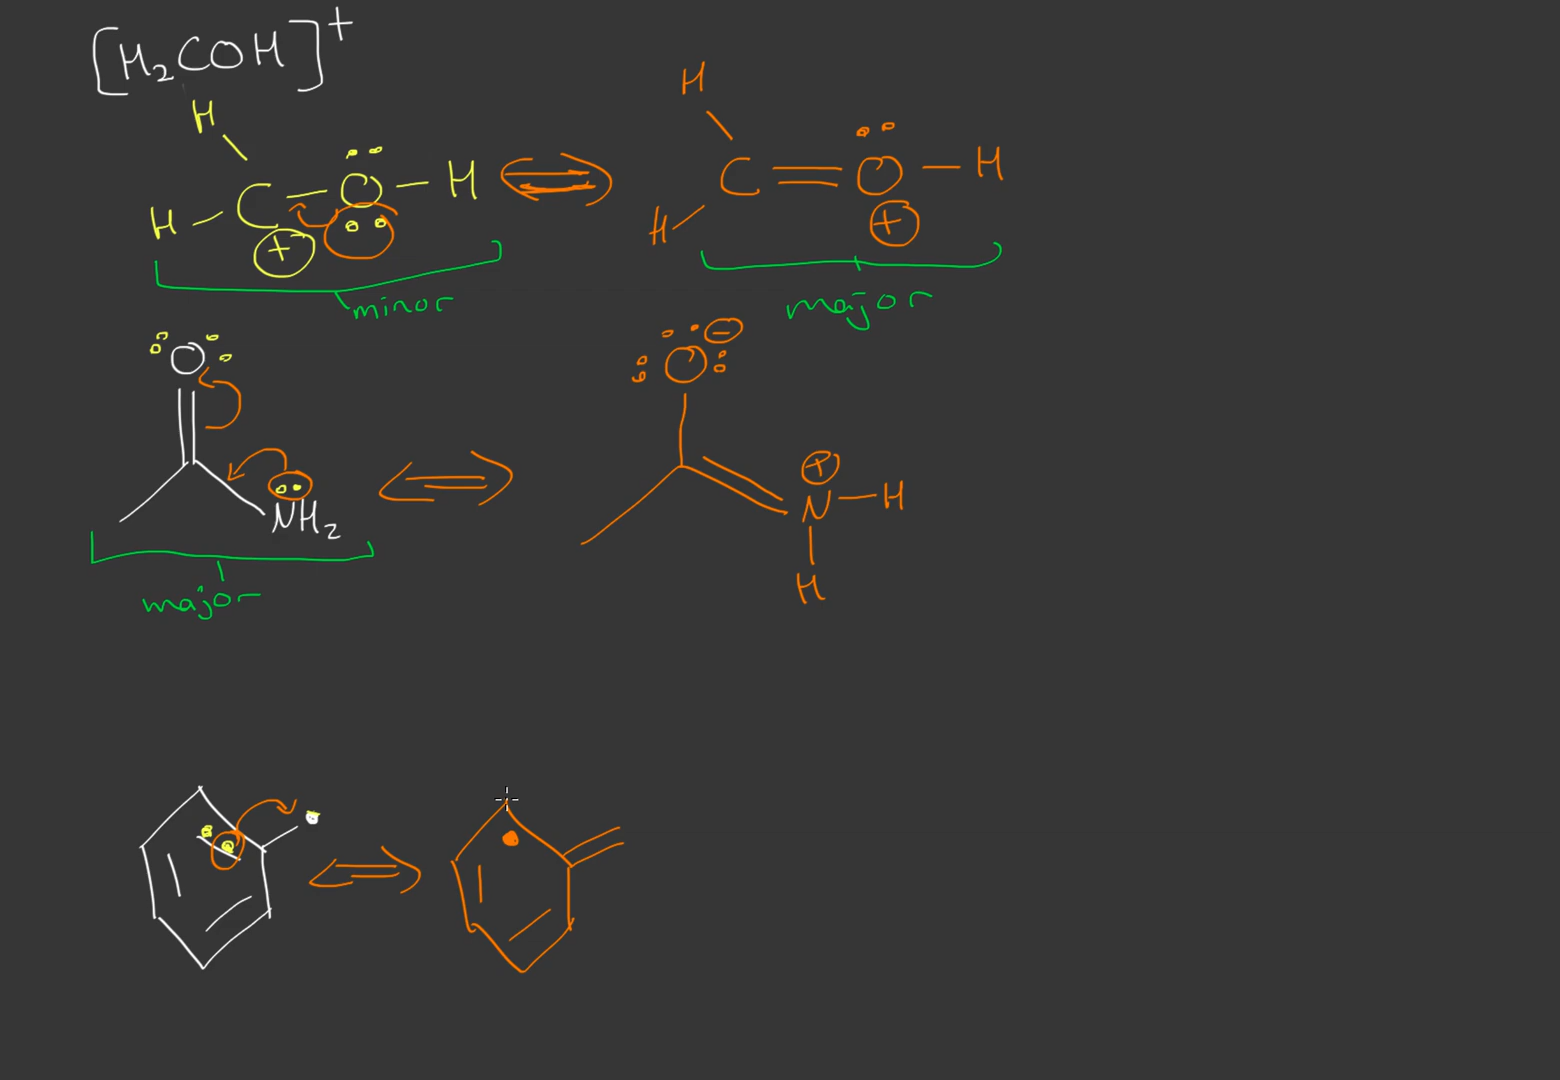 [H₂COH]⁺
H
H – C – O – H
+
minor
H
C = O – H
H
+
major
O
NH₂
major
O −
+
N – H
H